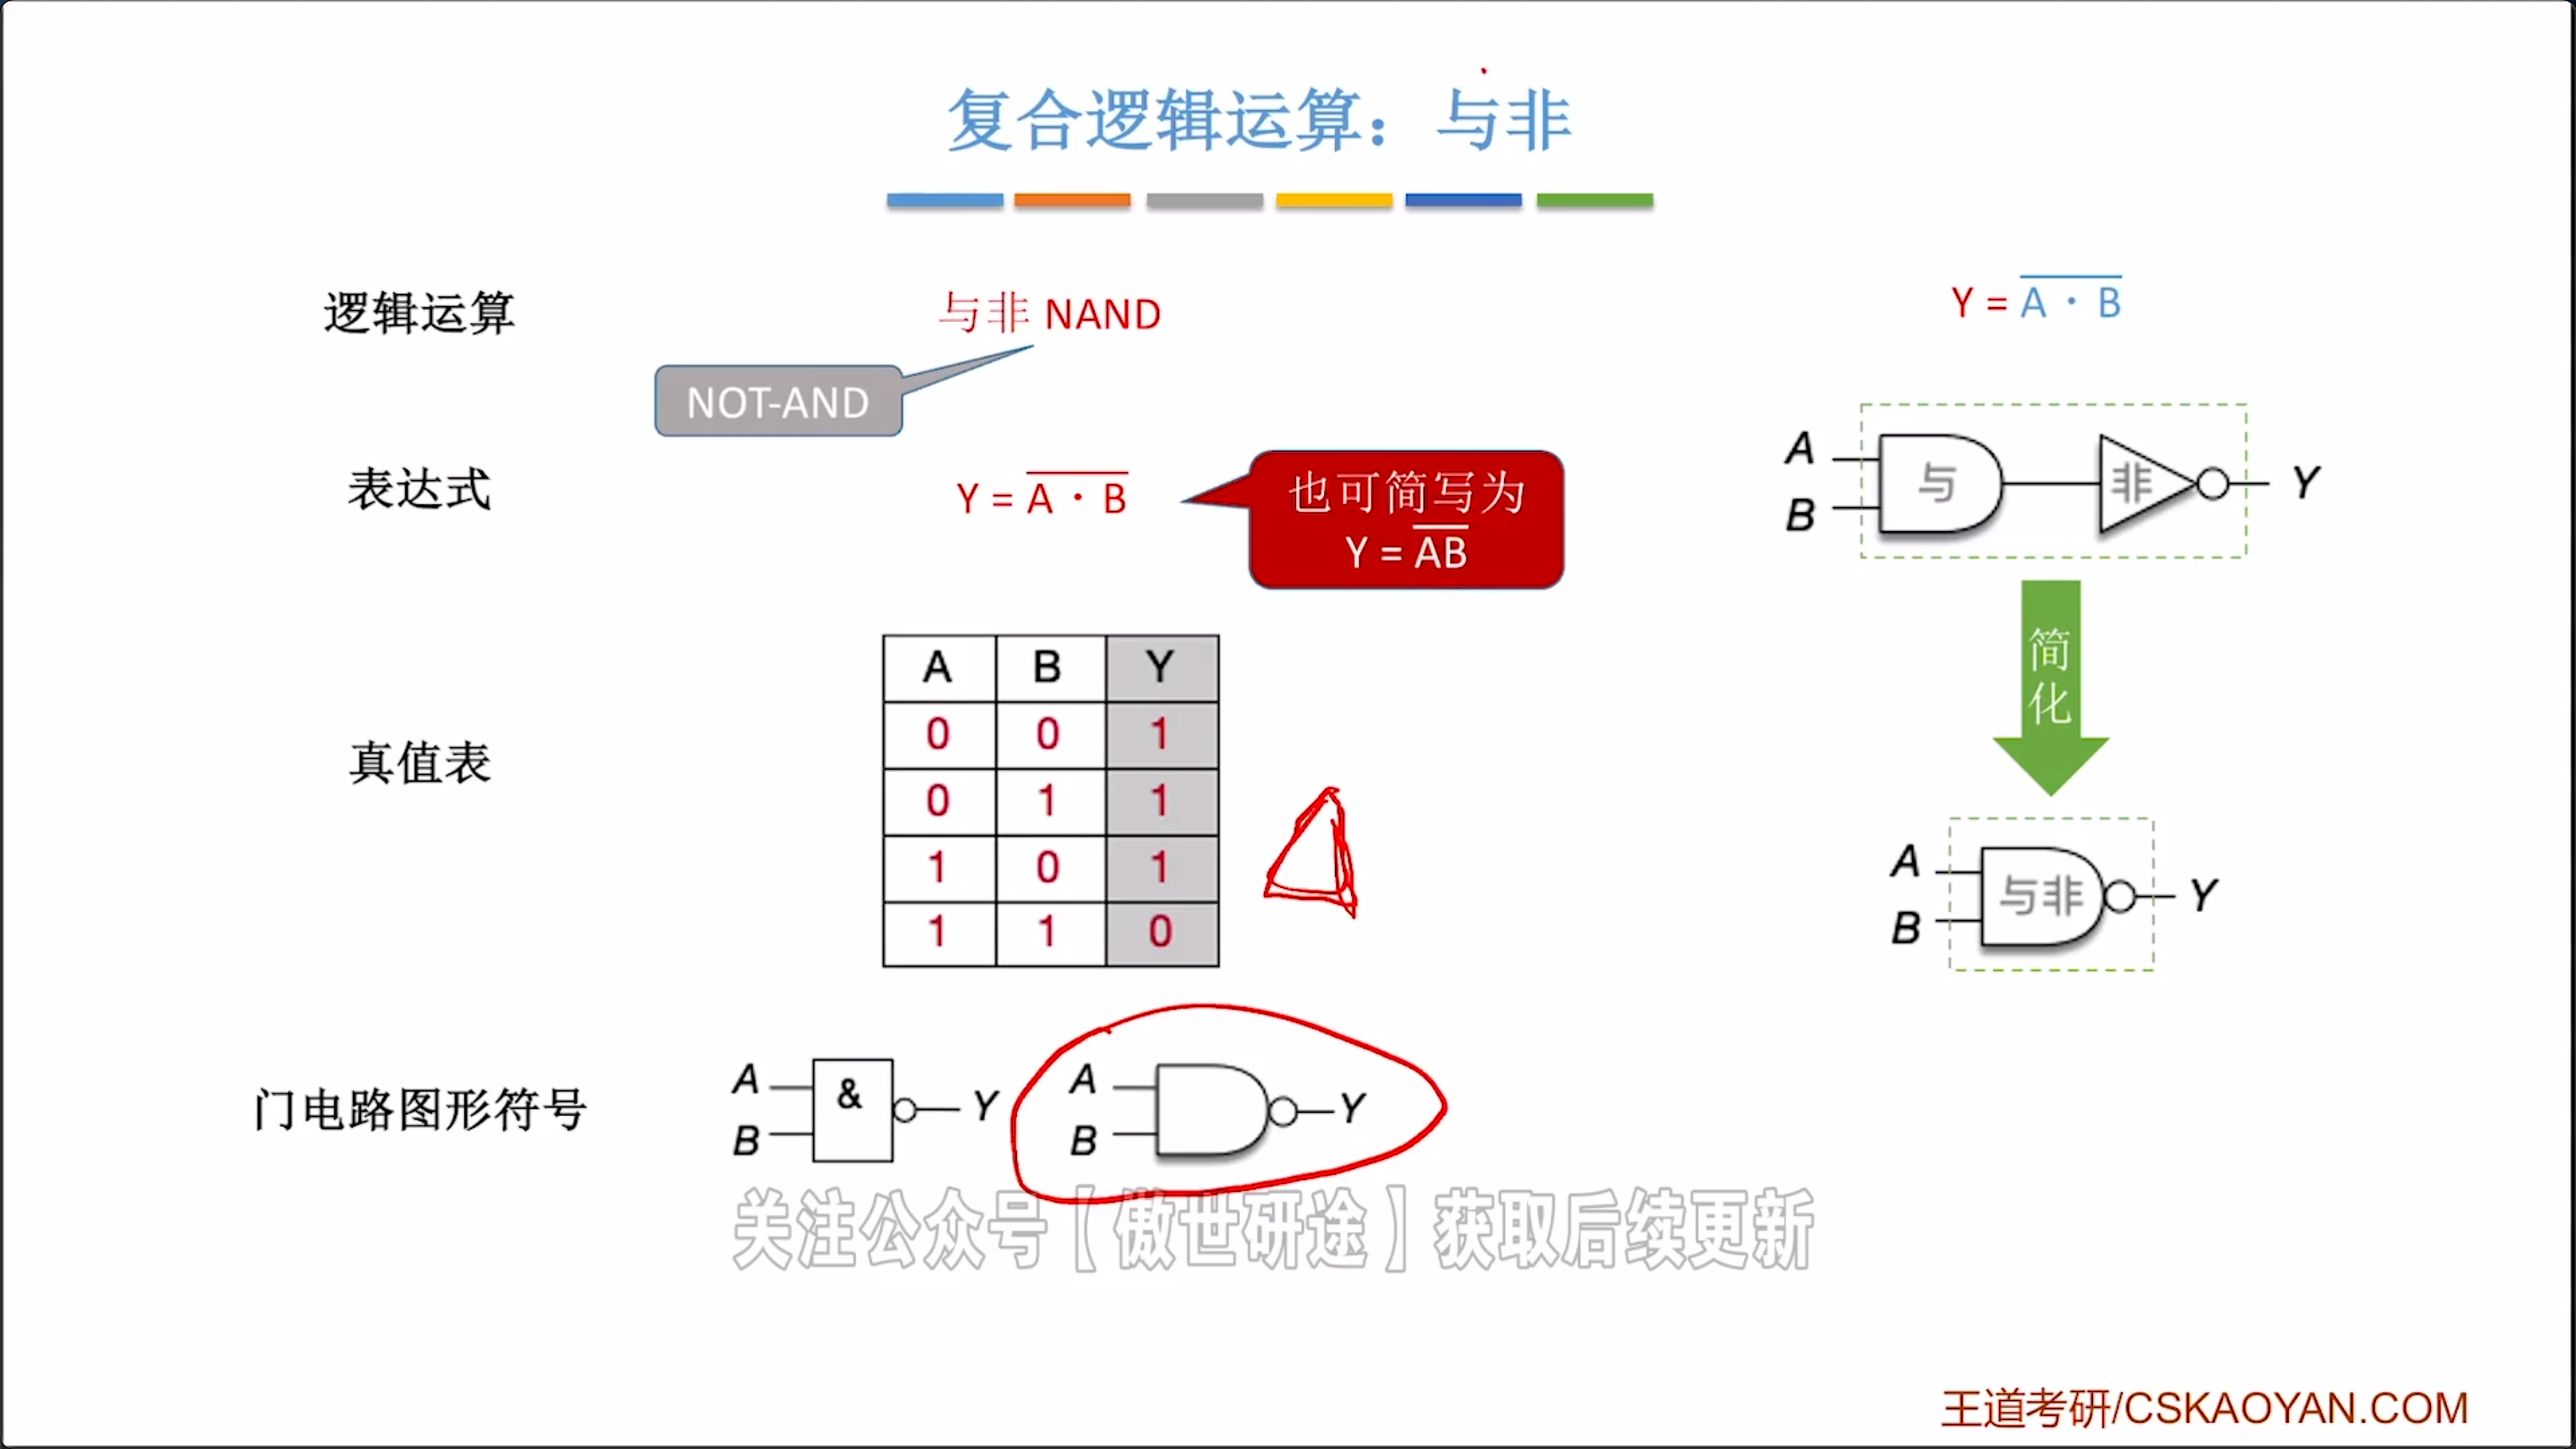 复合逻辑运算：与非
逻辑运算
与非 NAND
NOT-AND
表达式
Y = \overline{A · B}
也可简写为
Y = \overline{AB}
真值表
A B Y
0 0 1
0 1 1
1 0 1
1 1 0
门电路图形符号
A
B
&
Y
A
B
Y
Y = \overline{A · B}
A
B
与
非
Y
简
化
A
B
与非
Y
关注公众号【傲世研途】获取后续更新
王道考研/CSKAOYAN.COM